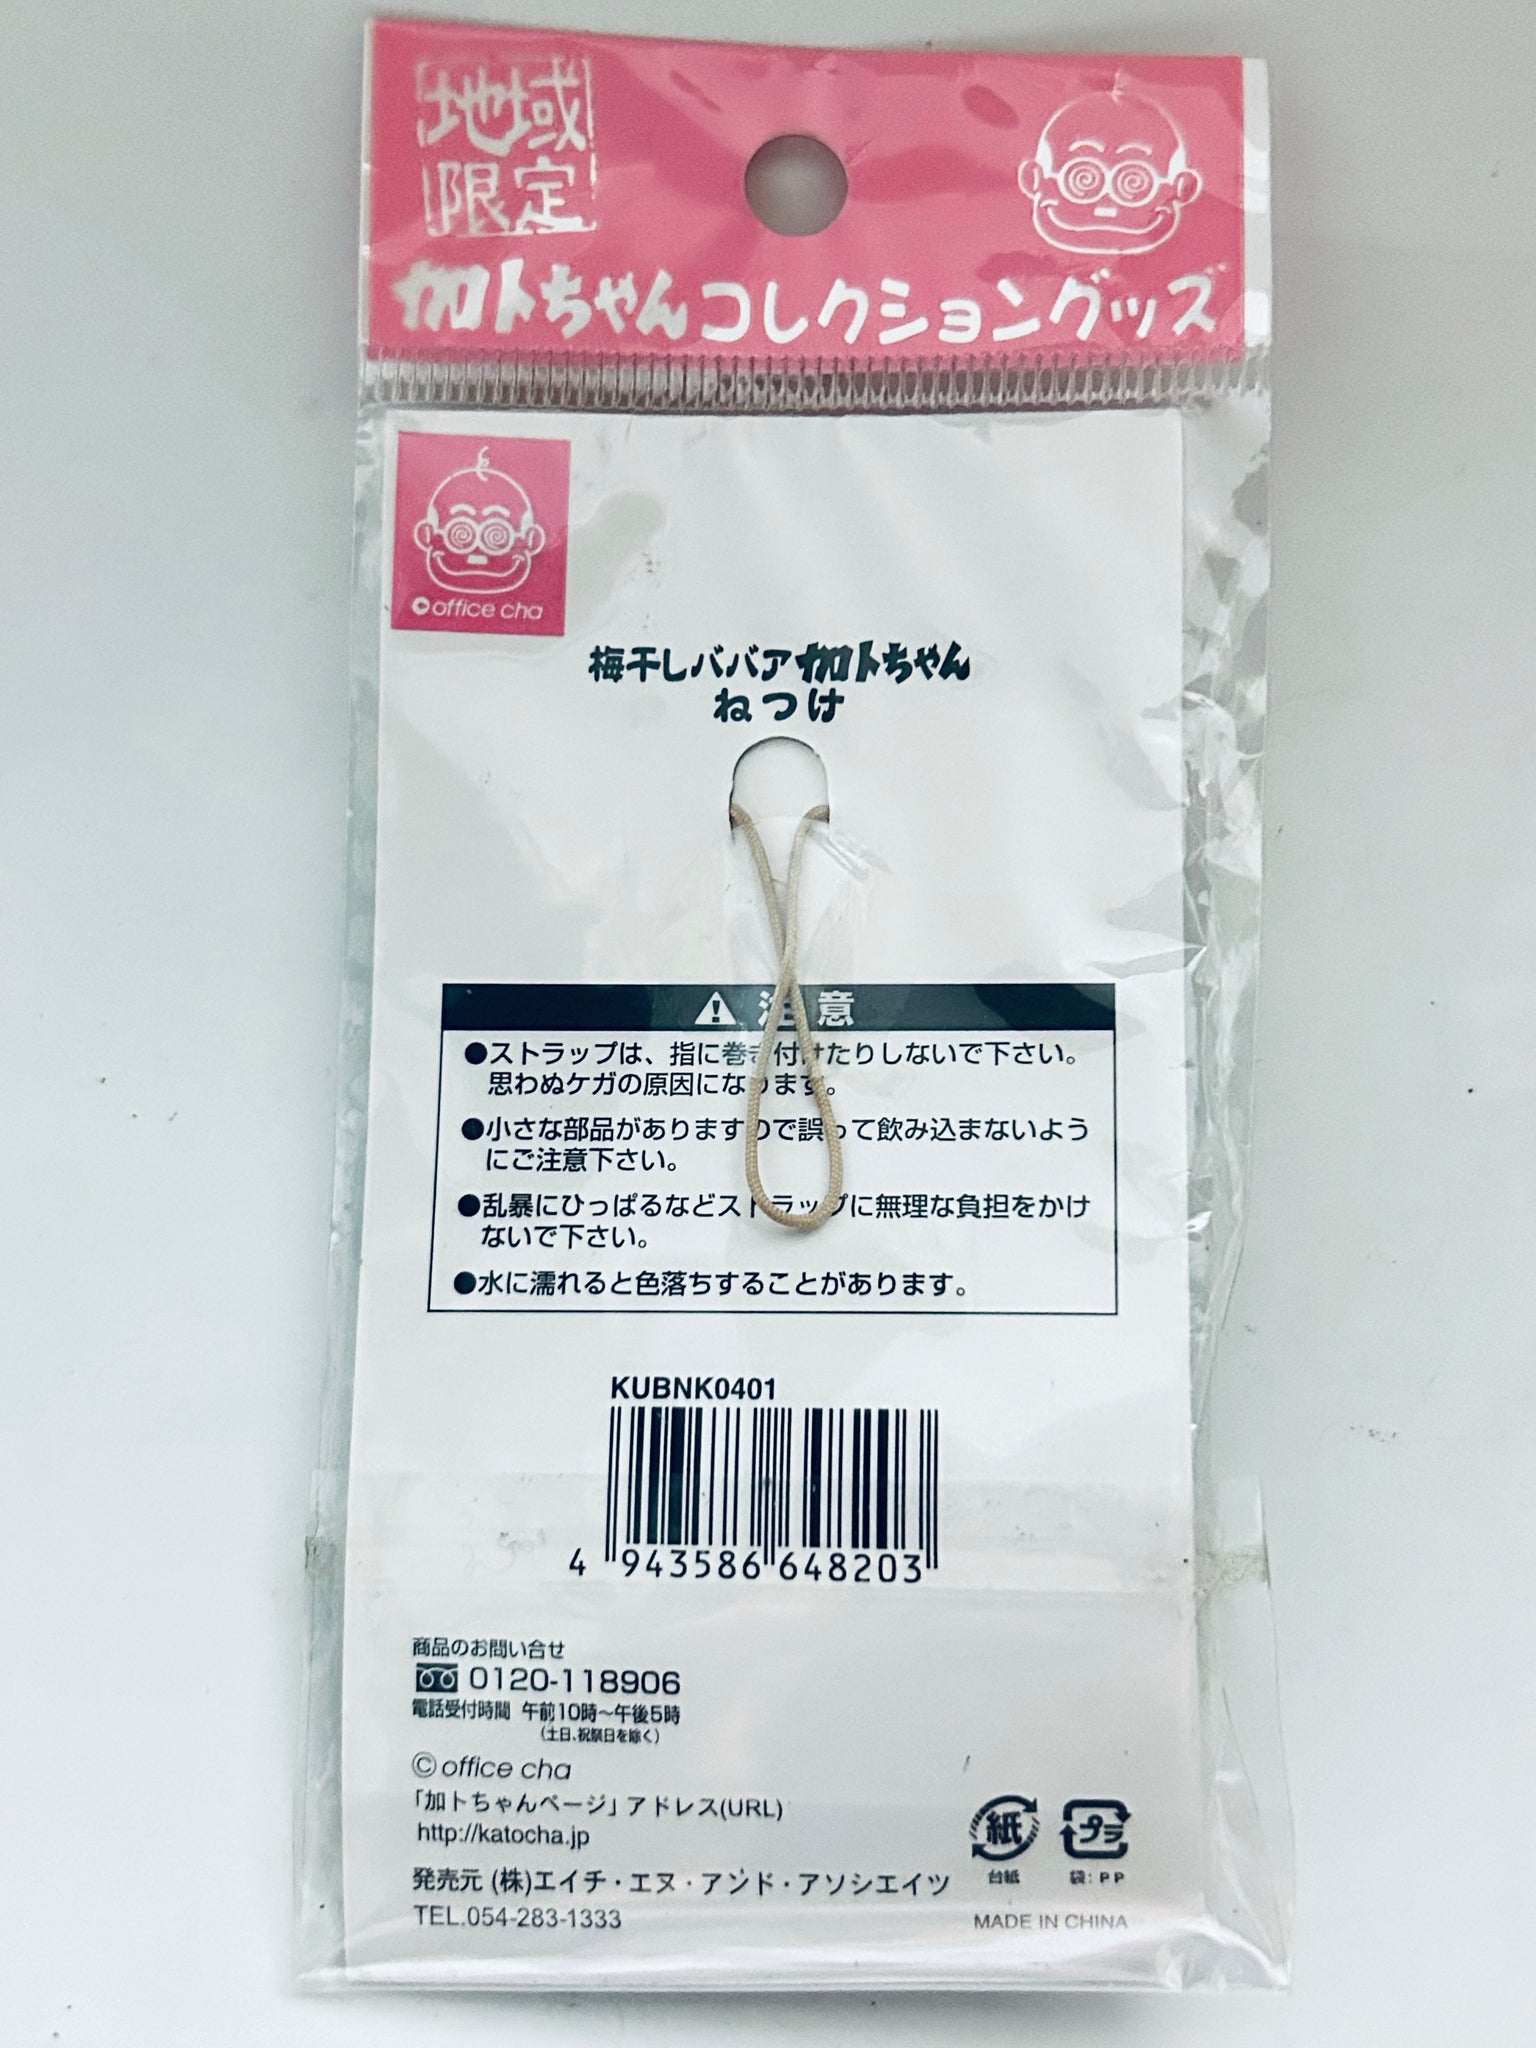 地域
限定
加トちゃんコレクショングッズ
©office cha
梅干しババア加トちゃん
ねつけ
注意
●ストラップは、指に巻き付けたりしないで下さい。
思わぬケガの原因になります。
●小さな部品がありますので誤って飲み込まないよう
にご注意下さい。
●乱暴にひっぱるなどストラップに無理な負担をかけ
ないで下さい。
●水に濡れると色落ちすることがあります。
KUBNK0401
4 943586 648203
商品のお問い合せ
0120-118906
電話受付時間 午前10時〜午後5時
(土日、祝祭日を除く)
©office cha
「加トちゃんページ」アドレス(URL)
http://katocha.jp
発売元 (株)エイチ・エヌ・アンド・アソシエイツ
TEL.054-283-1333
紙
台紙
プラ
袋:PP
MADE IN CHINA